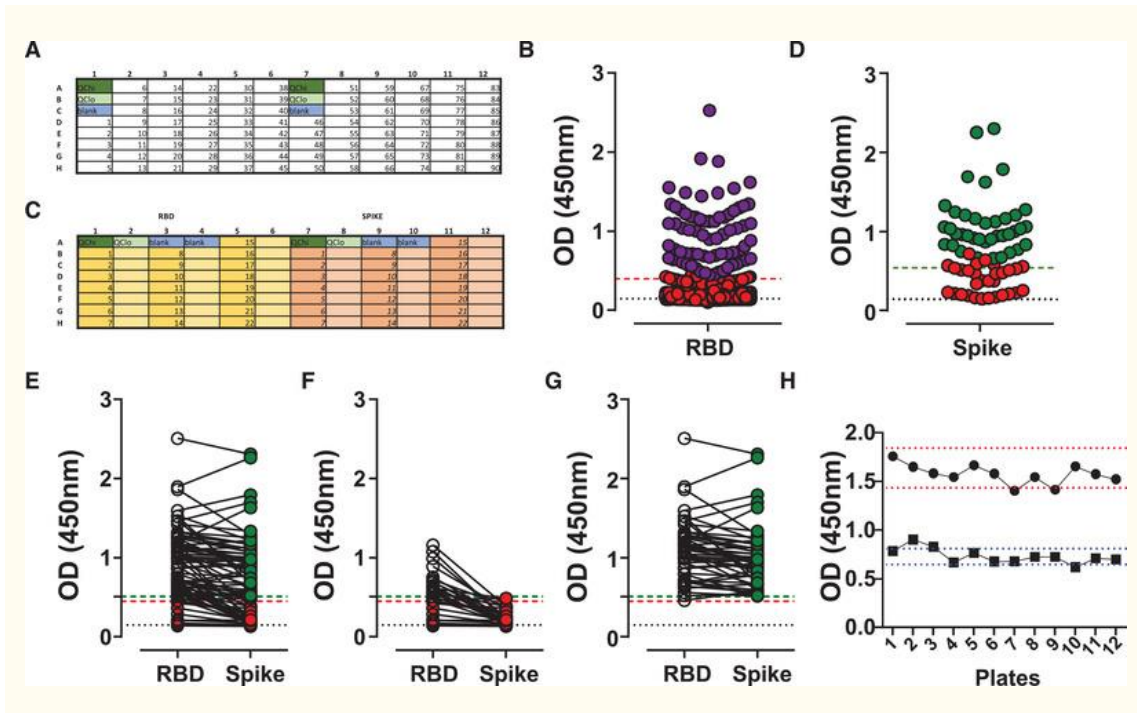 A
1 2 3 4 5 6 7 8 9 10 11 12
A QChi 6 14 22 30 38 QChi 51 59 67 75 83
B QClo 7 15 23 31 39 QClo 52 60 68 76 84
C blank 8 16 24 32 40 blank 53 61 69 77 85
D 1 9 17 25 33 41 46 54 62 70 78 86
E 2 10 18 26 34 42 47 55 63 71 79 87
F 3 11 19 27 35 43 48 56 64 72 80 88
G 4 12 20 28 36 44 49 57 65 73 81 89
H 5 13 21 29 37 45 50 58 66 74 82 90
C
RBD SPIKE
1 2 3 4 5 6 7 8 9 10 11 12
A QChi QClo blank blank 15 QChi QClo blank blank 15
B 1 8 16 1 8 16
C 2 9 17 2 9 17
D 3 10 18 3 10 18
E 4 11 19 4 11 19
F 5 12 20 5 12 20
G 6 13 21 6 13 21
H 7 14 22 7 14 22
B
OD (450nm)
3
2
1
0
RBD
D
OD (450nm)
3
2
1
0
Spike
E
OD (450nm)
3
2
1
0
RBD Spike
F
OD (450nm)
3
2
1
0
RBD Spike
G
OD (450nm)
3
2
1
0
RBD Spike
H
OD (450nm)
2.0
1.5
1.0
0.5
0.0
1 2 3 4 5 6 7 8 9 10 11 12
Plates